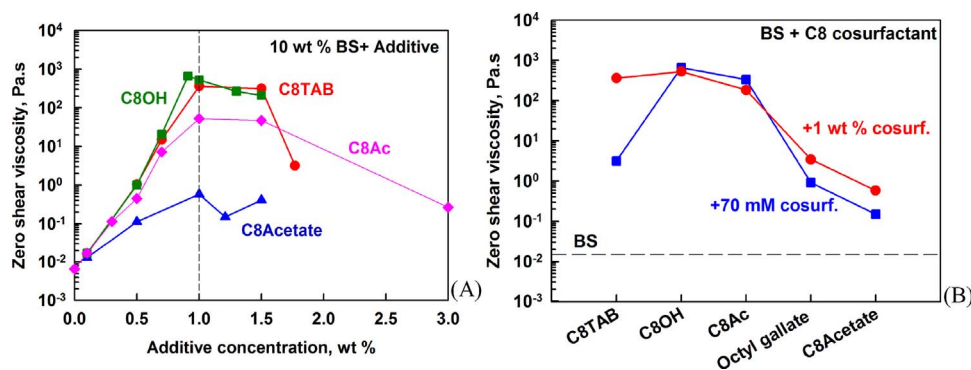 10⁴
10³
10²
10¹
10⁰
10⁻¹
10⁻²
10⁻³
Zero shear viscosity, Pa.s
10 wt % BS+ Additive
C8OH
C8TAB
C8Ac
C8Acetate
0.0 0.5 1.0 1.5 2.0 2.5 3.0
Additive concentration, wt %
(A)
10⁴
10³
10²
10¹
10⁰
10⁻¹
10⁻²
10⁻³
Zero shear viscosity, Pa.s
BS + C8 cosurfactant
+1 wt % cosurf.
+70 mM cosurf.
BS
C8TAB
C8OH
C8Ac
Octyl gallate
C8Acetate
(B)